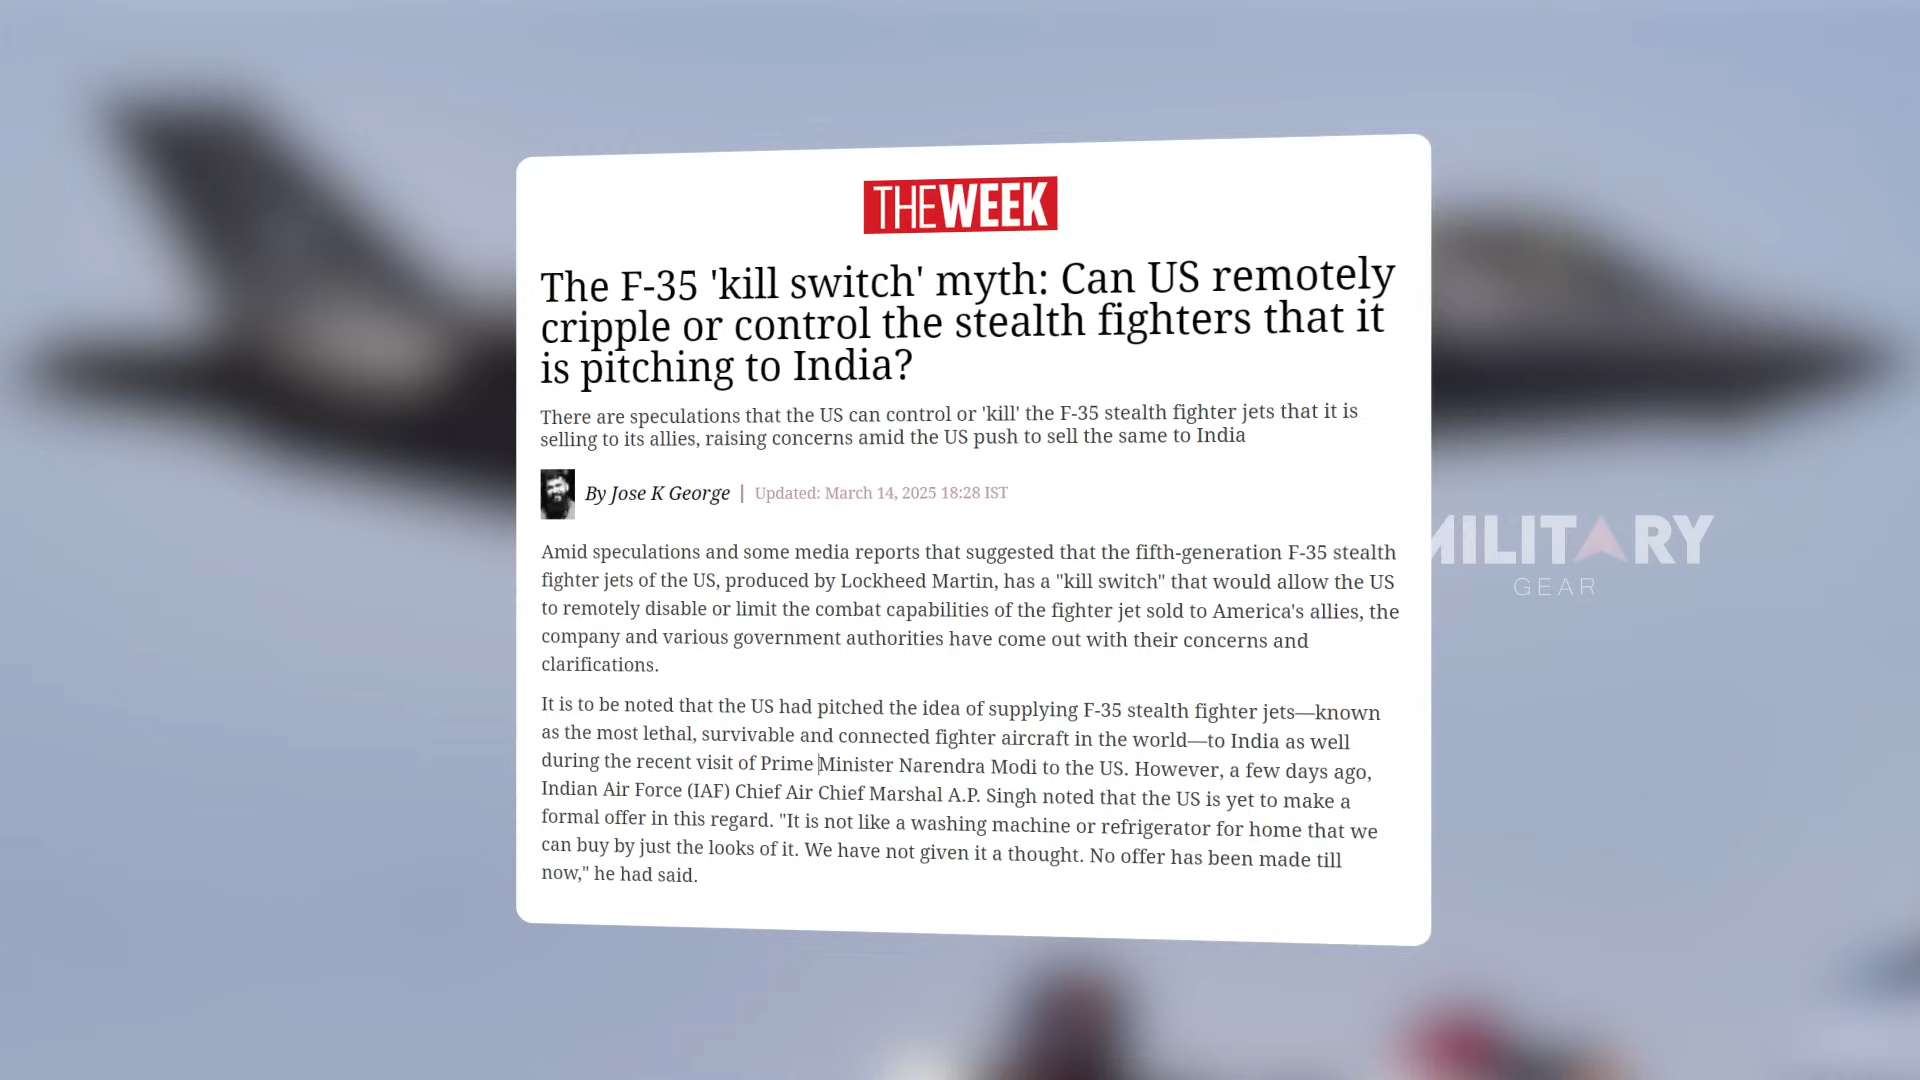 THEWEEK
The F-35 'kill switch' myth: Can US remotely
cripple or control the stealth fighters that it
is pitching to India?
There are speculations that the US can control or 'kill' the F-35 stealth fighter jets that it is
selling to its allies, raising concerns amid the US push to sell the same to India
By Jose K George | Updated: March 14, 2025 18:28 IST
Amid speculations and some media reports that suggested that the fifth-generation F-35 stealth
fighter jets of the US, produced by Lockheed Martin, has a "kill switch" that would allow the US
to remotely disable or limit the combat capabilities of the fighter jet sold to America's allies, the
company and various government authorities have come out with their concerns and
clarifications.
It is to be noted that the US had pitched the idea of supplying F-35 stealth fighter jets—known
as the most lethal, survivable and connected fighter aircraft in the world—to India as well
during the recent visit of Prime Minister Narendra Modi to the US. However, a few days ago,
Indian Air Force (IAF) Chief Air Chief Marshal A.P. Singh noted that the US is yet to make a
formal offer in this regard. "It is not like a washing machine or refrigerator for home that we
can buy by just the looks of it. We have not given it a thought. No offer has been made till
now," he had said.
MILITARY
GEAR